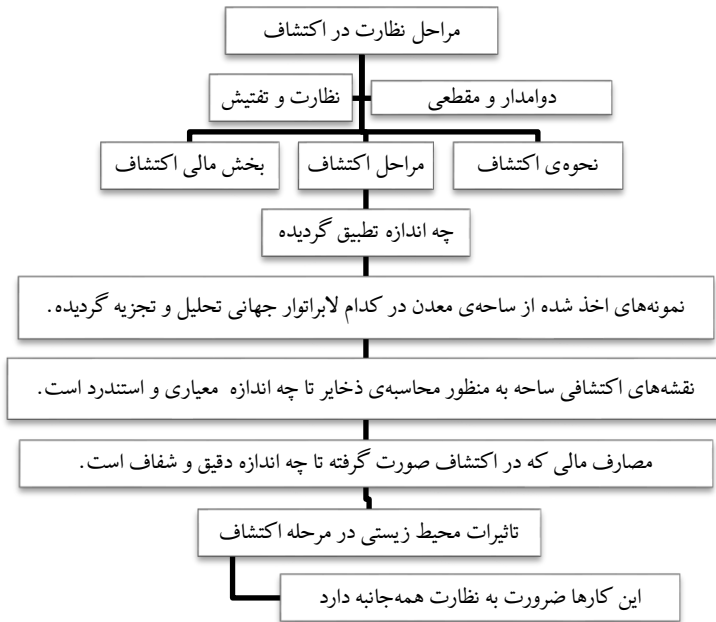 مراحل نظارت در اکتشاف
دوامدار و مقطعی
نظارت و تفتیش
نحوه‌ی اکتشاف
مراحل اکتشاف
بخش مالی اکتشاف
چه اندازه تطبیق گردیده
نمونه‌های اخذ شده از ساحه‌ی معدن در کدام لابراتوار جهانی تحلیل و تجزیه گردیده.
نقشه‌های اکتشافی ساحه به منظور محاسبه‌ی ذخایر تا چه اندازه معیاری و استندرد است.
مصارف مالی که در اکتشاف صورت گرفته تا چه اندازه دقیق و شفاف است.
تاثیرات محیط زیستی در مرحله اکتشاف
این کارها ضرورت به نظارت همه‌جانبه دارد